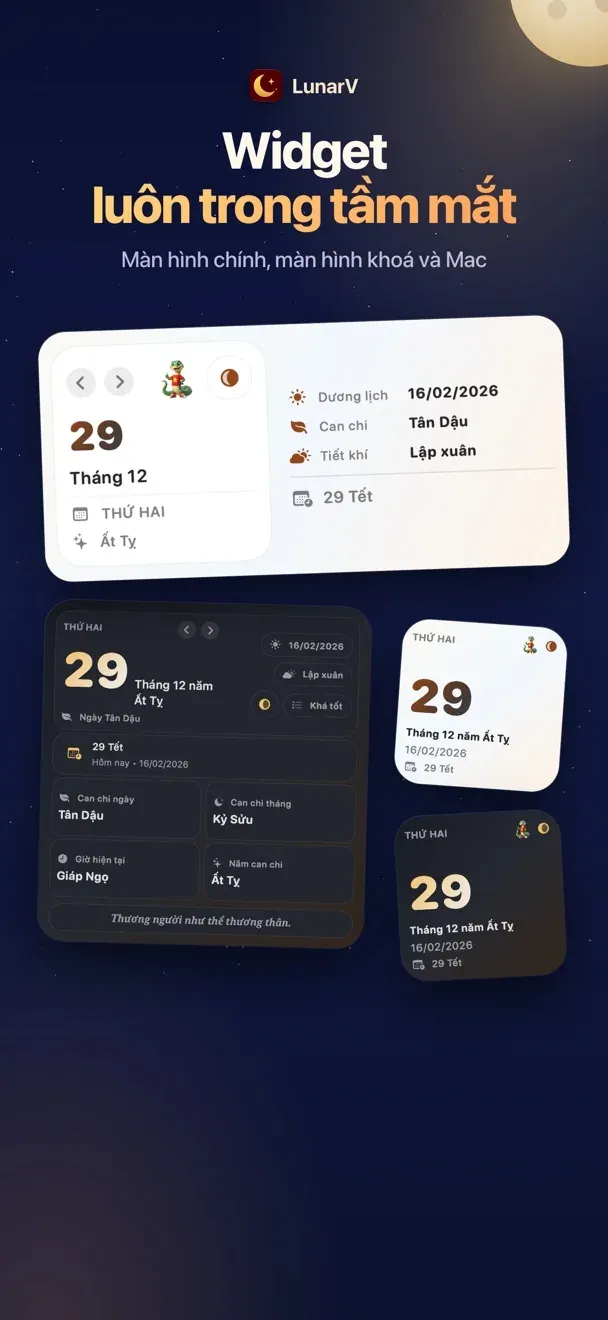 LunarV
Widget
luôn trong tầm mắt
Màn hình chính, màn hình khoá và Mac
29
Tháng 12
THỨ HAI
Ất Tỵ
Dương lịch 16/02/2026
Can chi Tân Dậu
Tiết khí Lập xuân
29 Tết
THỨ HAI
29 Tháng 12 năm
Ất Tỵ
Ngày Tân Dậu
16/02/2026
Lập xuân
Khá tốt
29 Tết
Hôm nay • 16/02/2026
Can chi ngày
Tân Dậu
Can chi tháng
Kỷ Sửu
Giờ hiện tại
Giáp Ngọ
Năm can chi
Ất Tỵ
Thương người như thể thương thân.
THỨ HAI
29
Tháng 12 năm Ất Tỵ
16/02/2026
29 Tết
THỨ HAI
29
Tháng 12 năm Ất Tỵ
16/02/2026
29 Tết